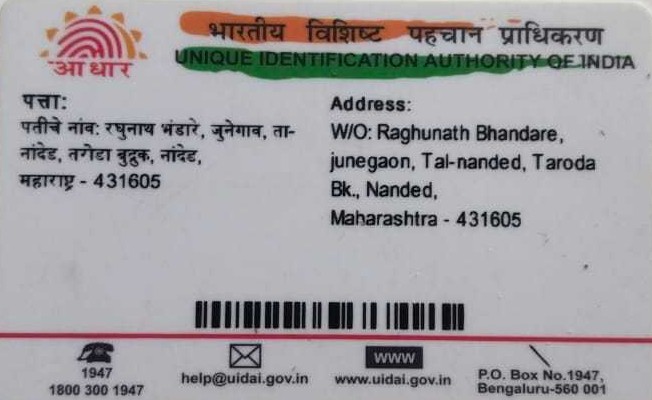 भारतीय विशिष्ट पहचान प्राधिकरण
आधार
UNIQUE IDENTIFICATION AUTHORITY OF INDIA
पत्ता:
पतीचे नांव: रघुनाथ भंडारे, जुनेगाव, ता-
नांदेड, तरोडा बुद्रुक, नांदेड,
महाराष्ट्र - 431605
Address:
W/O: Raghunath Bhandare,
junegaon, Tal-nanded, Taroda
Bk., Nanded,
Maharashtra - 431605
1947
1800 300 1947
help@uidai.gov.in
WWW
www.uidai.gov.in
P.O. Box No.1947,
Bengaluru-560 001